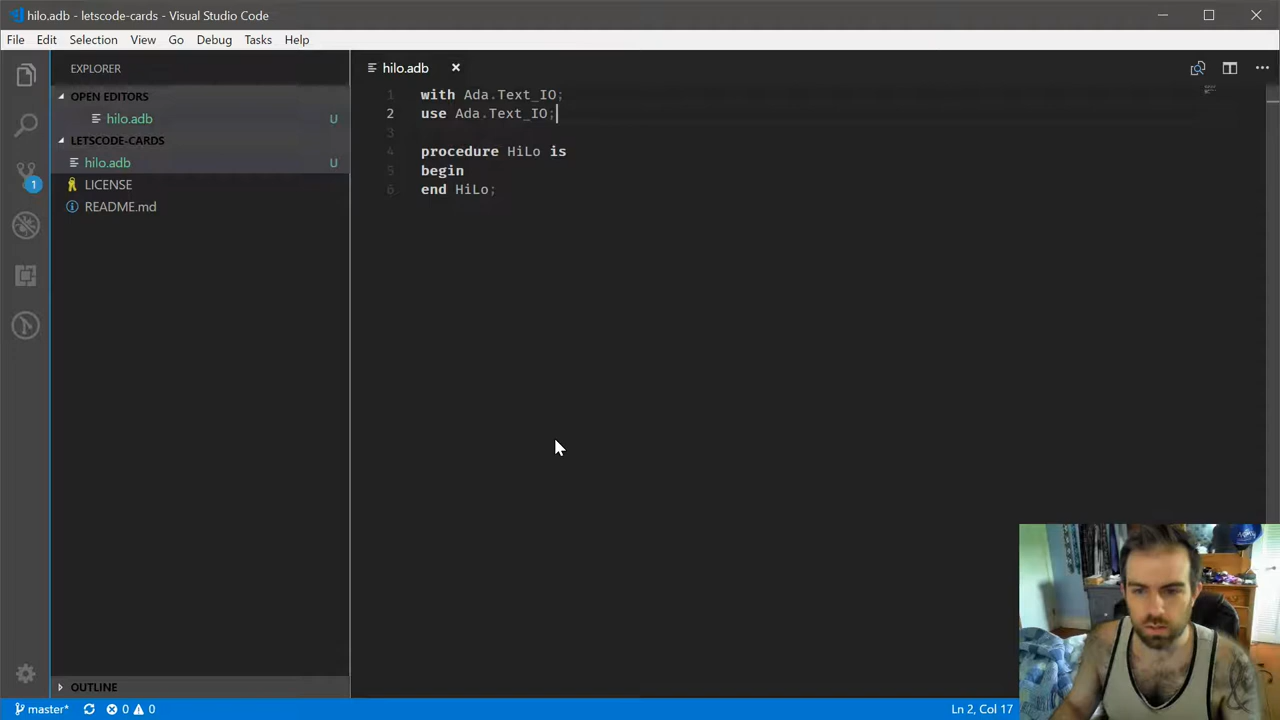 hilo.adb - letscode-cards - Visual Studio Code
File Edit Selection View Go Debug Tasks Help
EXPLORER
OPEN EDITORS
hilo.adb U
LETSCODE-CARDS
hilo.adb U
LICENSE
README.md
OUTLINE
1
hilo.adb
1 with Ada.Text_IO;
2 use Ada.Text_IO;
3
4 procedure HiLo is
5 begin
6 end HiLo;
master* 0 0
Ln 2, Col 17